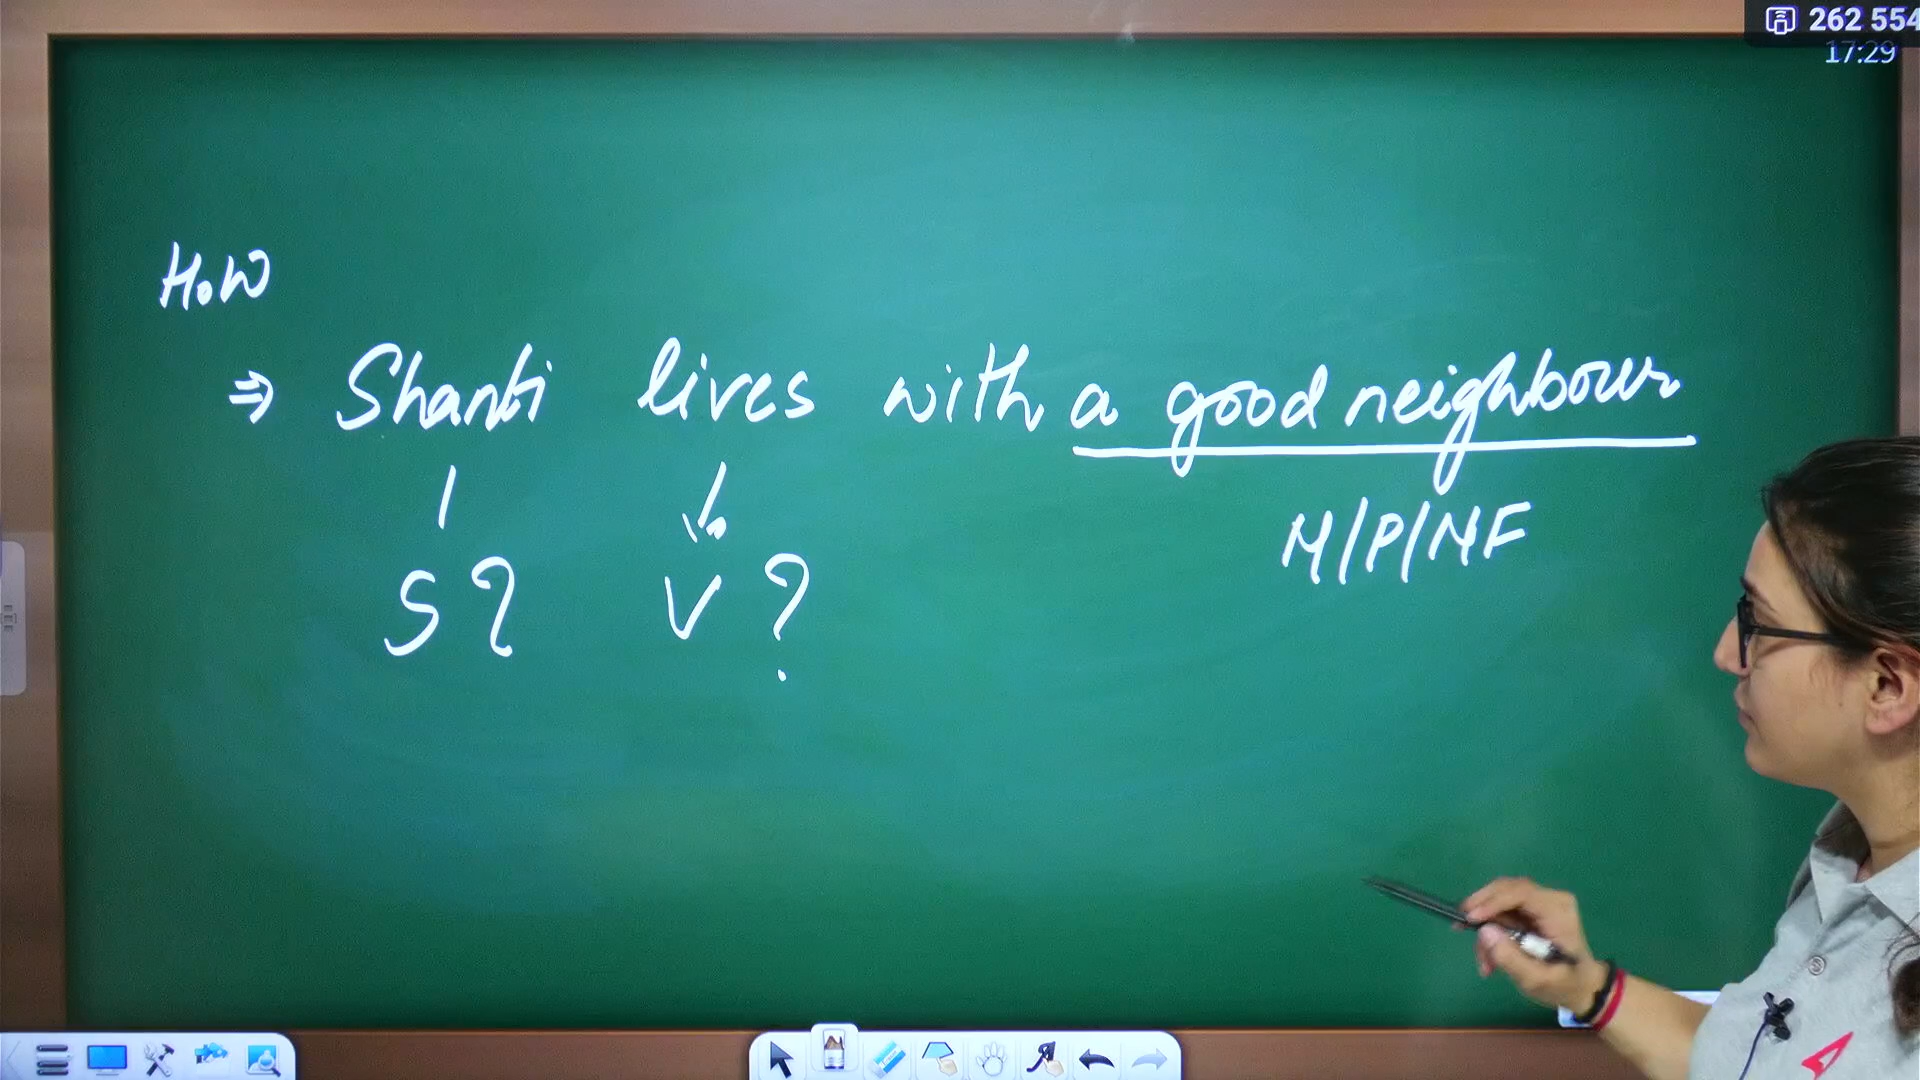 262 554
17:29
HoW
⇒ Shanti lives with a good neighbour
M/P/NF
S? V?